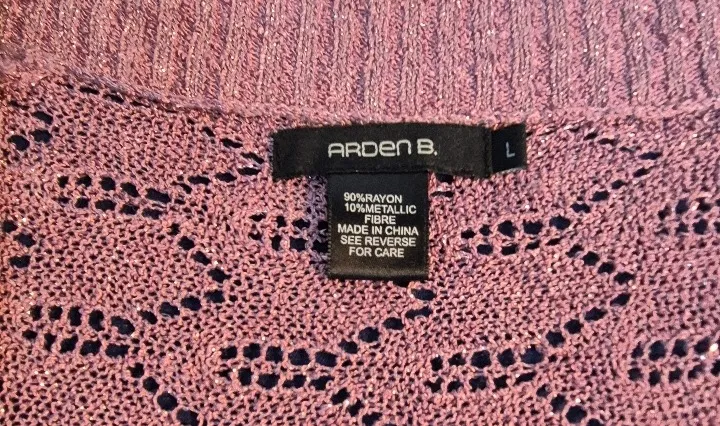 ARDEN B.
L
90%RAYON
10%METALLIC
FIBRE
MADE IN CHINA
SEE REVERSE
FOR CARE